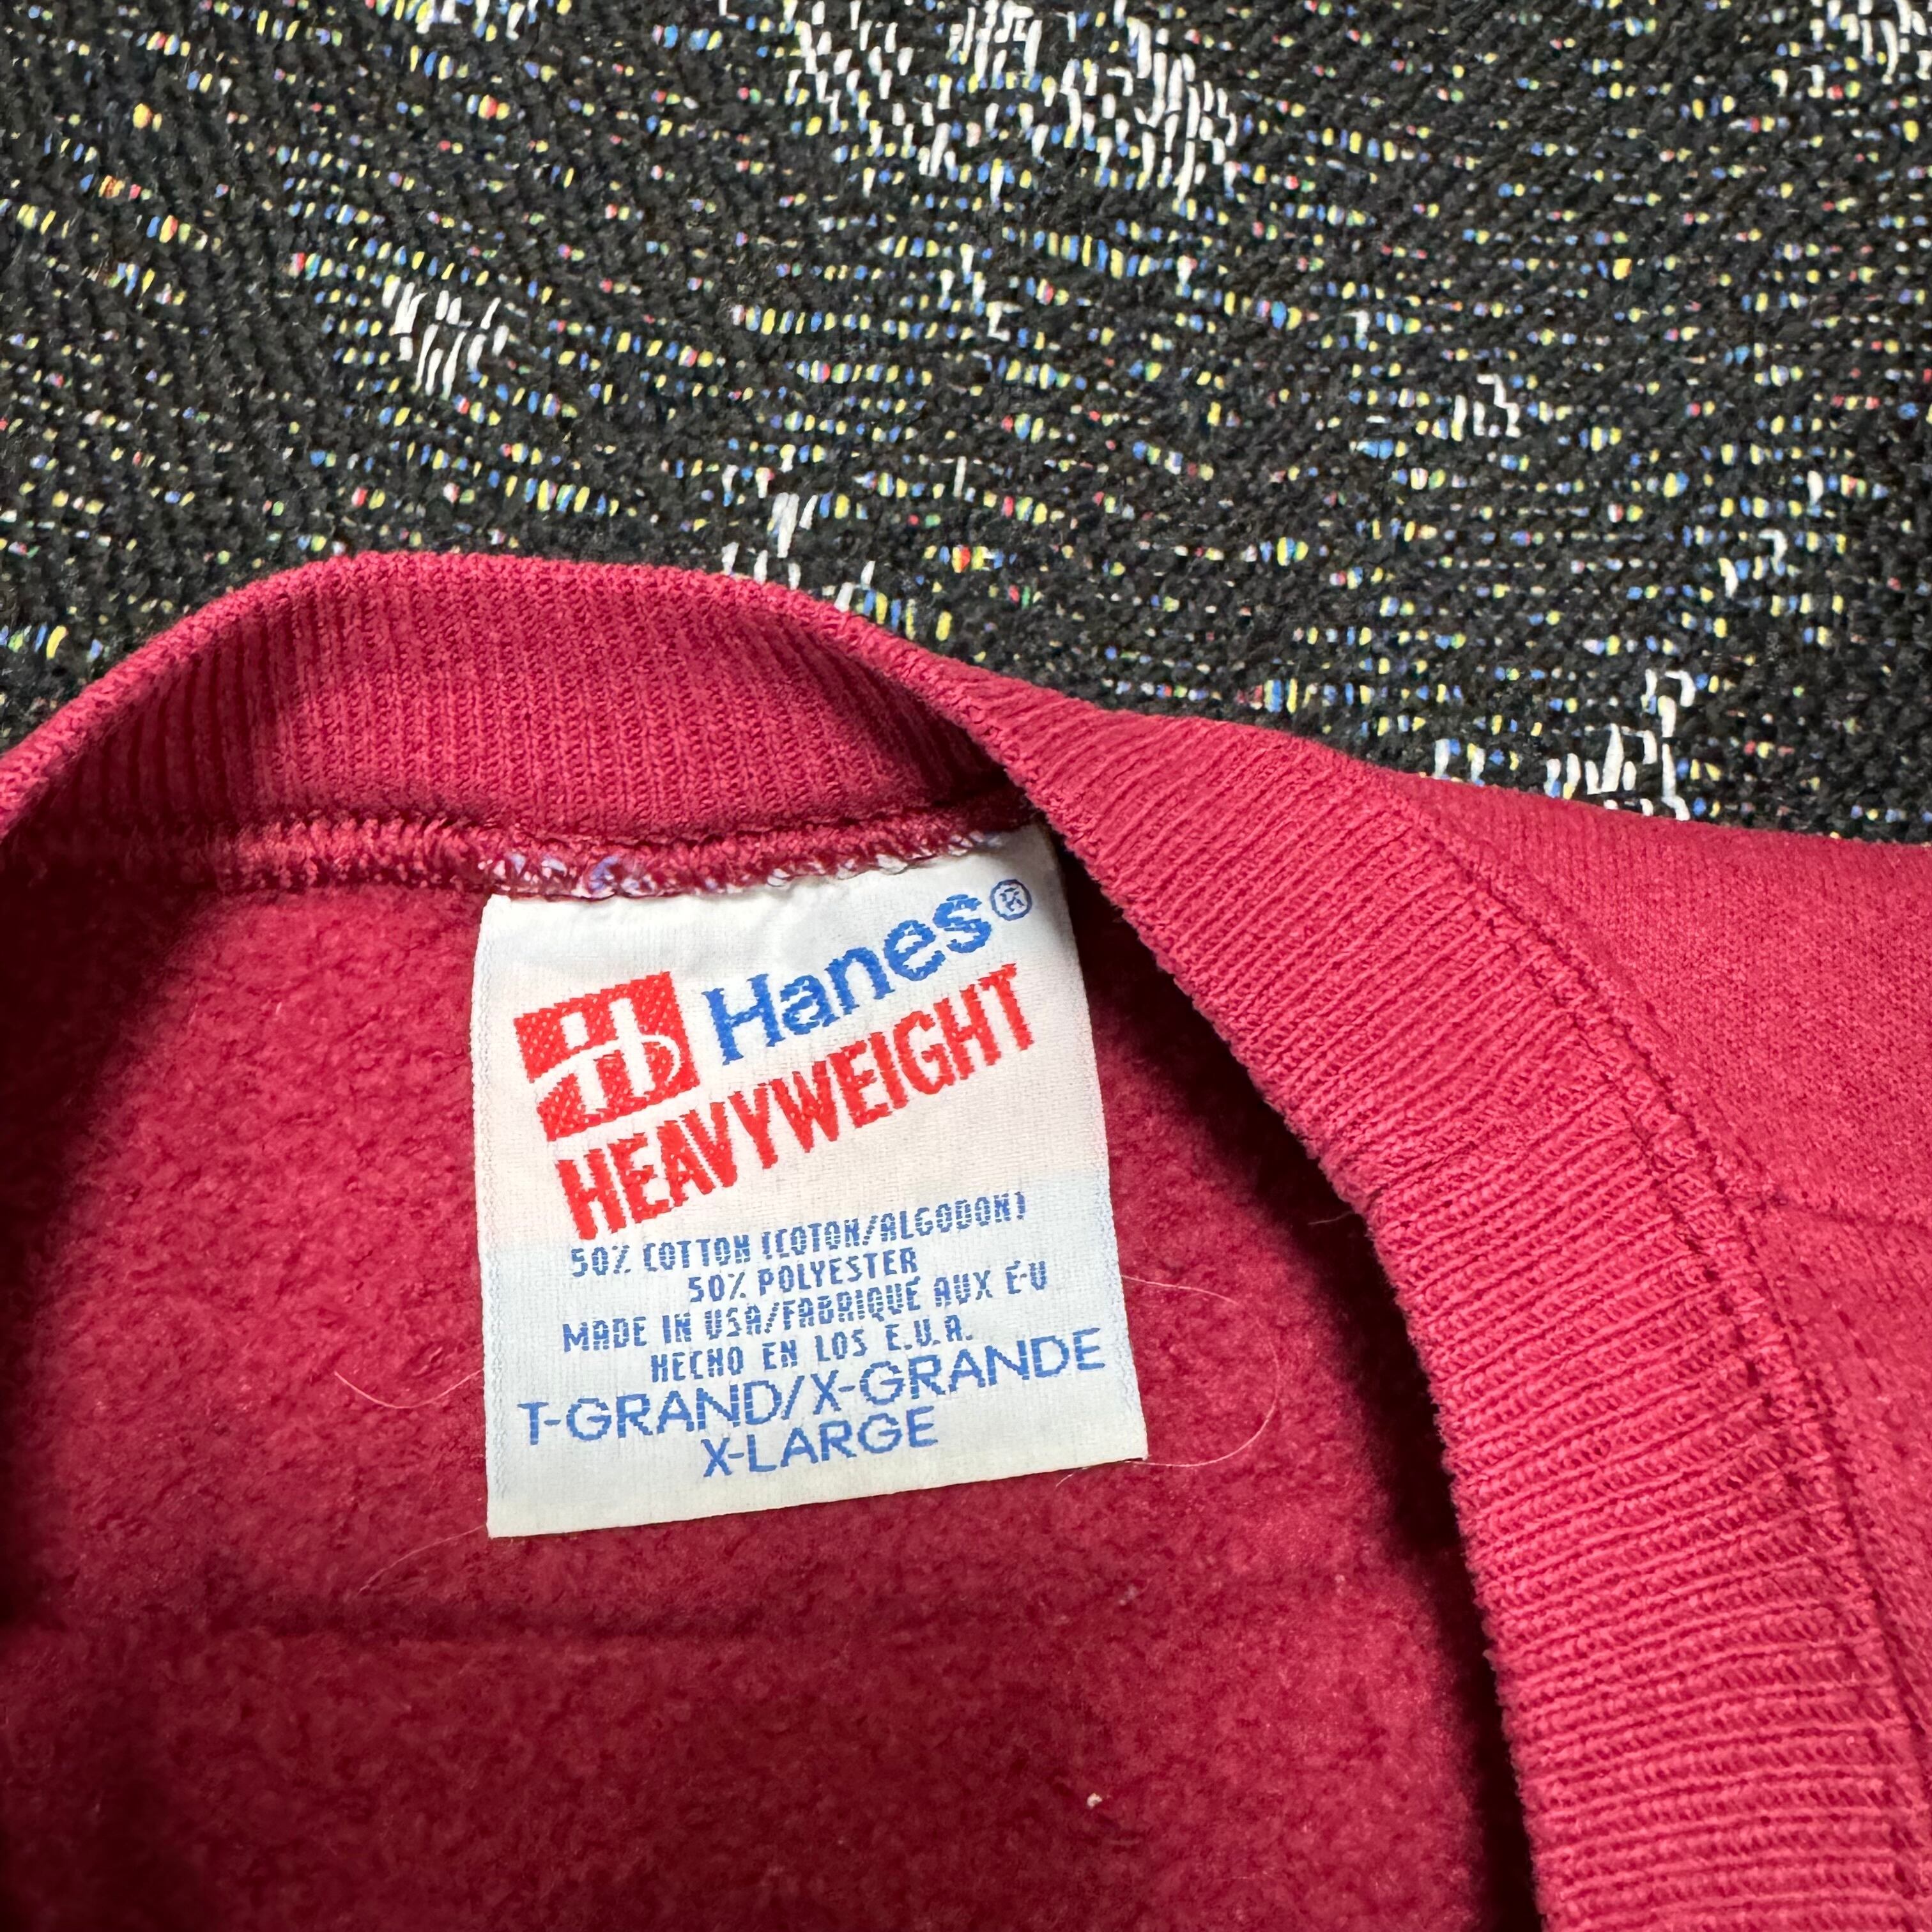 Hanes®
HEAVYWEIGHT
50% COTTON (COTON/ALGODON)
50% POLYESTER
MADE IN USA/FABRIQUÉ AUX É-U
HECHO EN LOS E.U.A.
T-GRAND/X-GRANDE
X-LARGE